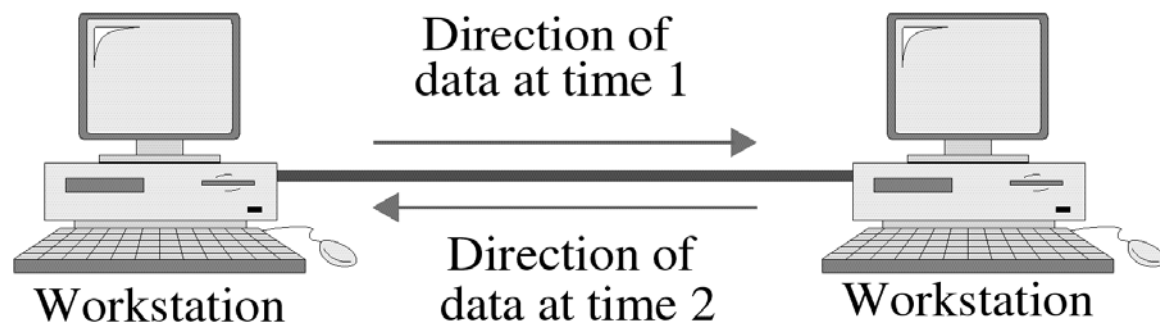 Direction of
data at time 1
Direction of
data at time 2
Workstation
Workstation